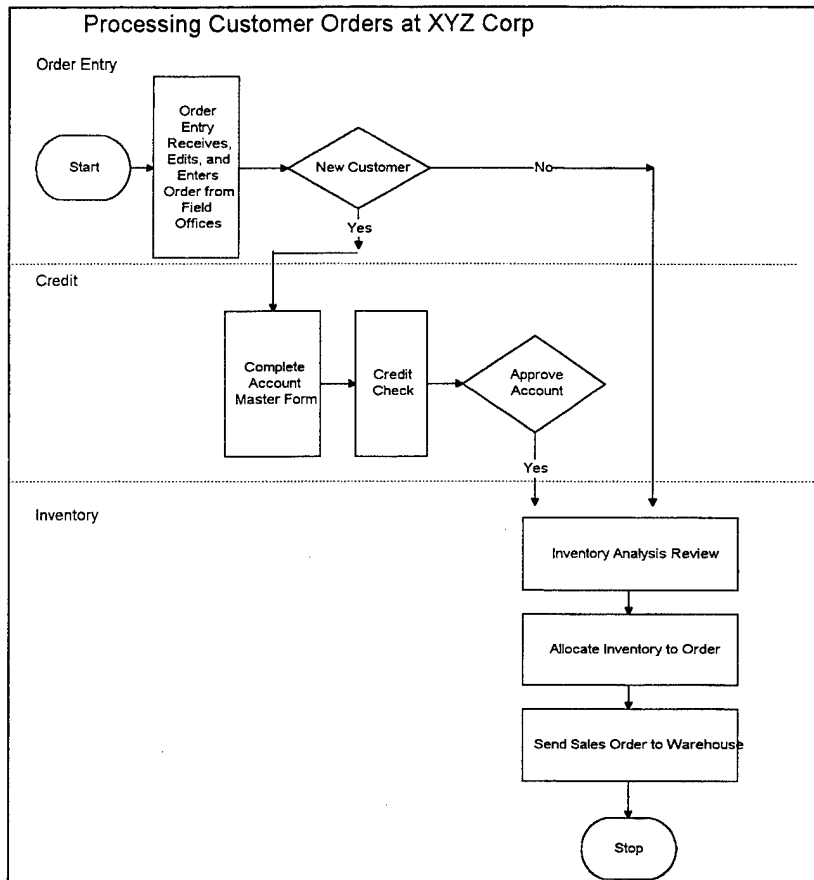 Processing Customer Orders at XYZ Corp
Order Entry
Start
Order
Entry
Receives,
Edits, and
Enters
Order from
Field
Offices
New Customer
No
Yes
Credit
Complete
Account
Master Form
Credit
Check
Approve
Account
Yes
Inventory
Inventory Analysis Review
Allocate Inventory to Order
Send Sales Order to Warehouse
Stop